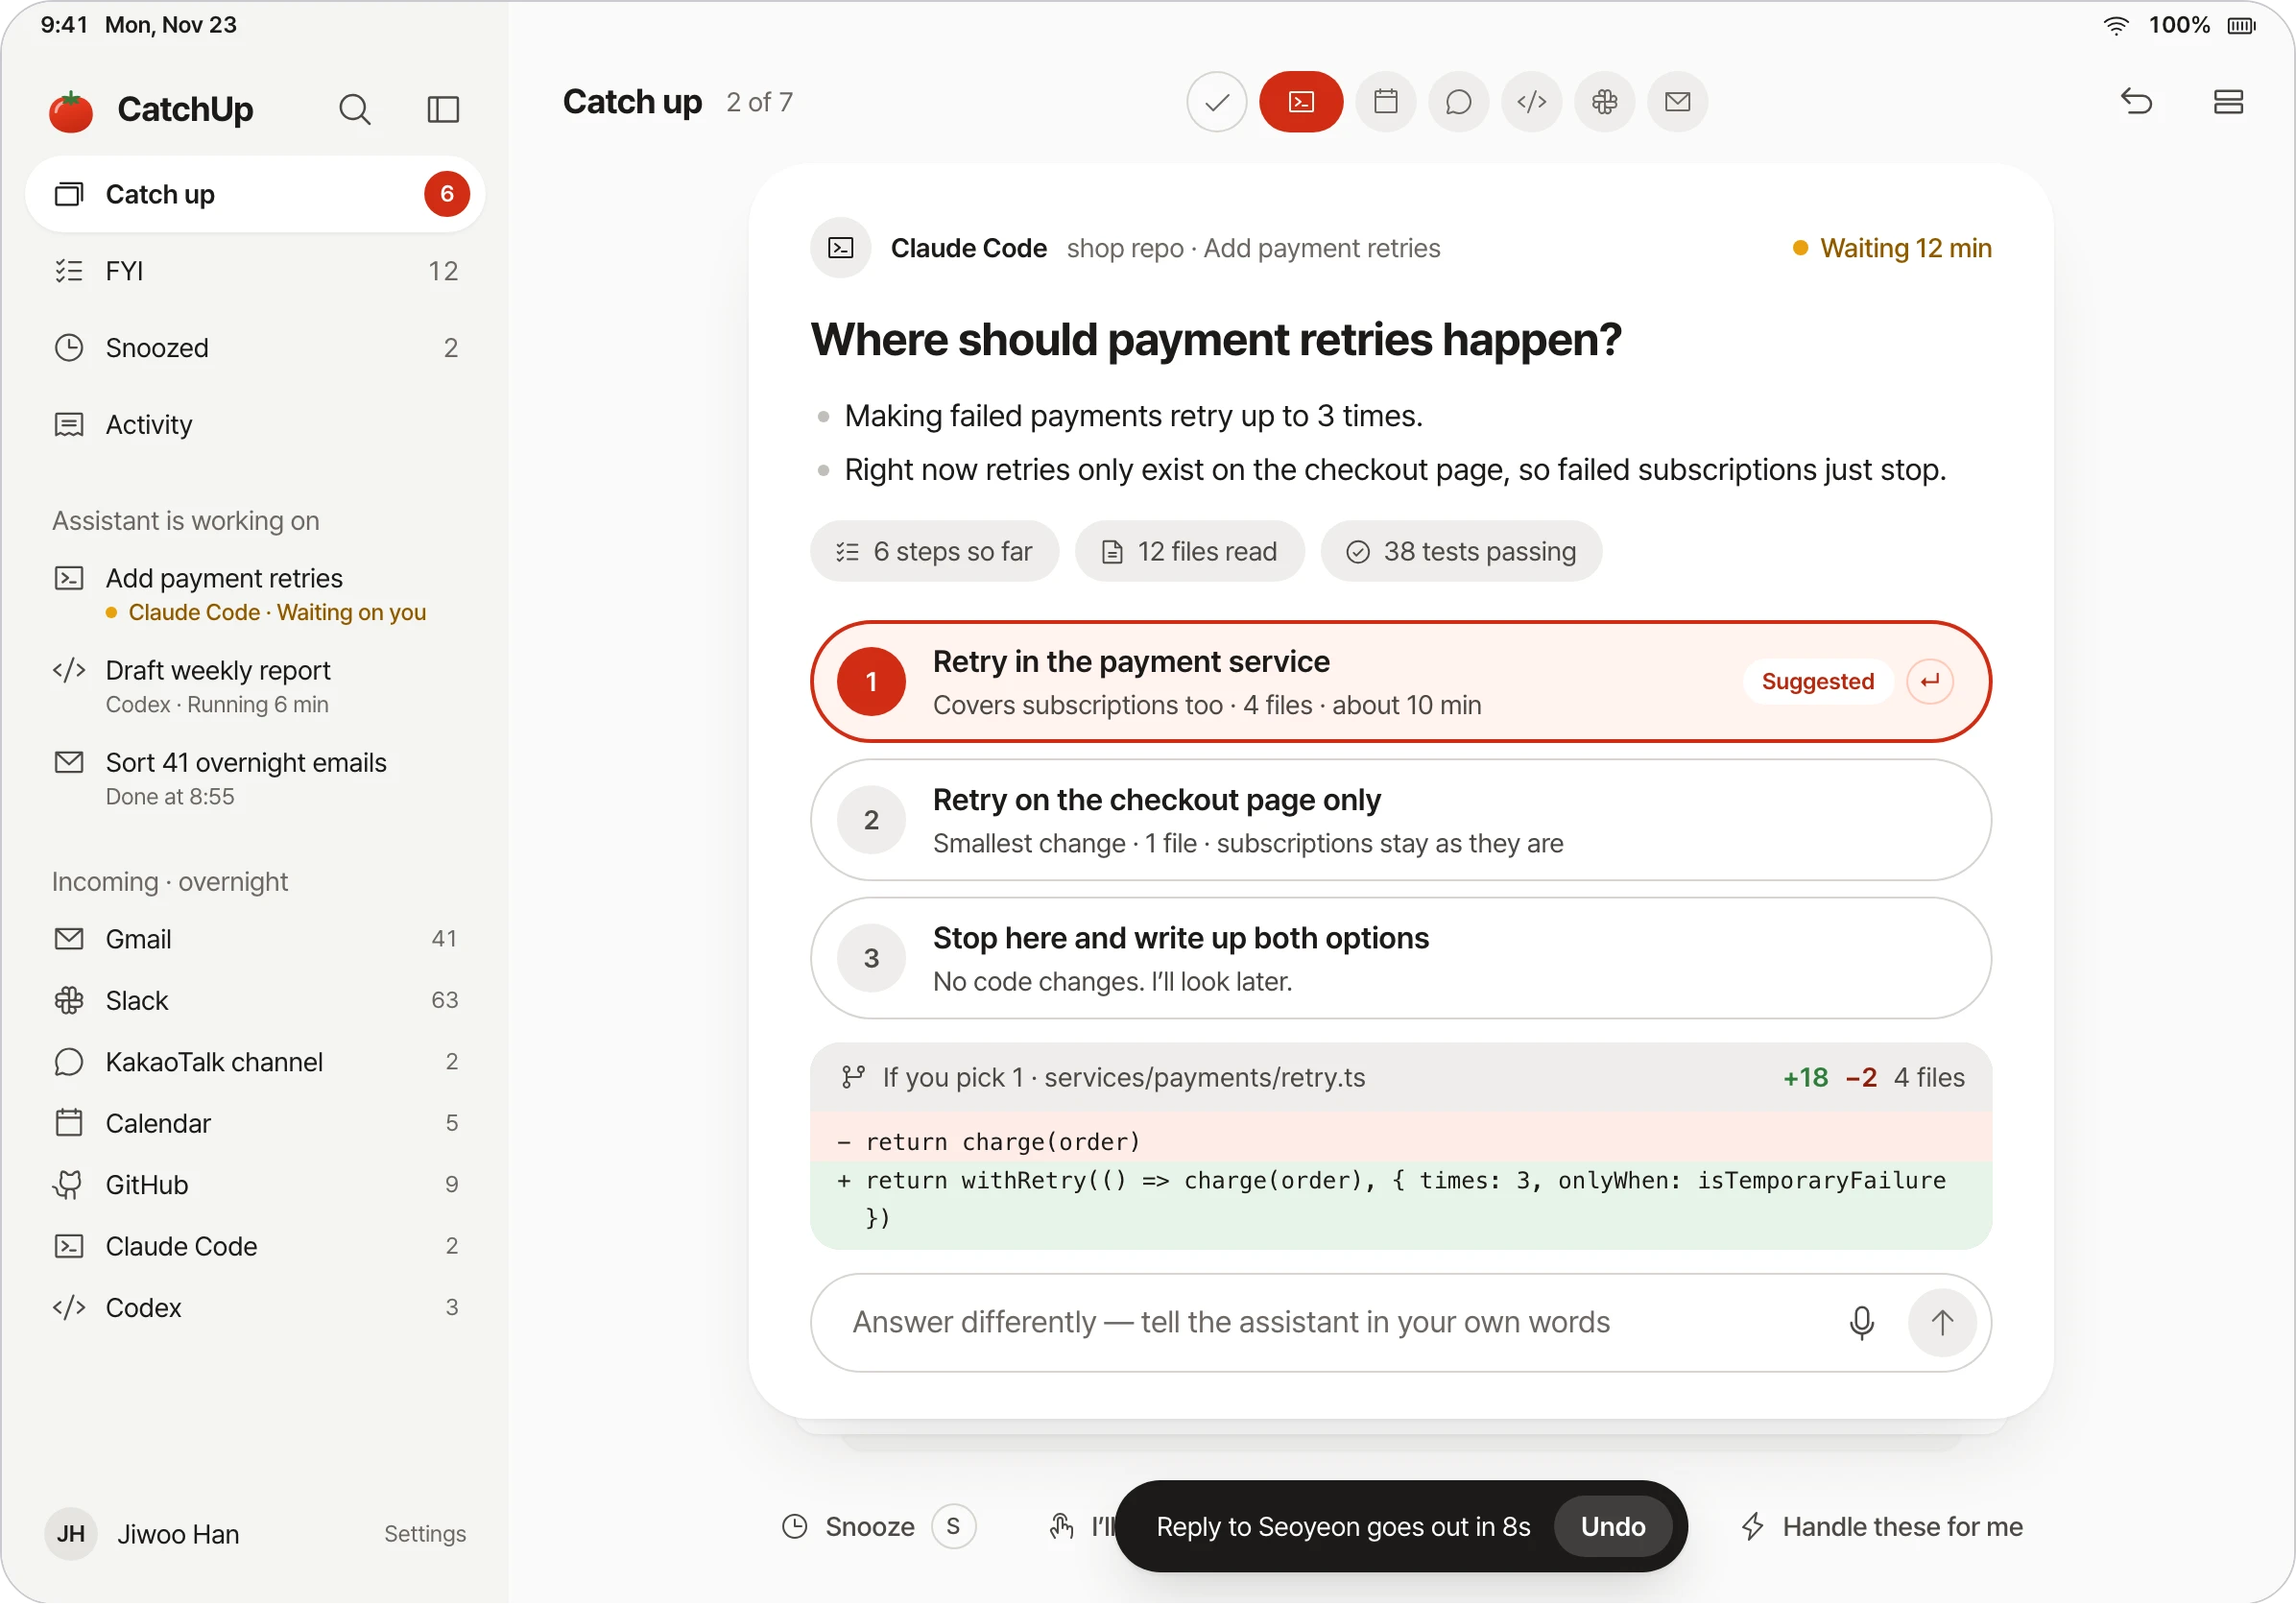 9:41 Mon, Nov 23
100%
CatchUp
Catch up 6
FYI 12
Snoozed 2
Activity
Assistant is working on
Add payment retries
Claude Code · Waiting on you
Draft weekly report
Codex · Running 6 min
Sort 41 overnight emails
Done at 8:55
Incoming · overnight
Gmail 41
Slack 63
KakaoTalk channel 2
Calendar 5
GitHub 9
Claude Code 2
Codex 3
JH Jiwoo Han Settings
Catch up 2 of 7
Claude Code shop repo · Add payment retries Waiting 12 min
Where should payment retries happen?
Making failed payments retry up to 3 times.
Right now retries only exist on the checkout page, so failed subscriptions just stop.
6 steps so far 12 files read 38 tests passing
1 Retry in the payment service
Covers subscriptions too · 4 files · about 10 min
Suggested
2 Retry on the checkout page only
Smallest change · 1 file · subscriptions stay as they are
3 Stop here and write up both options
No code changes. I’ll look later.
If you pick 1 · services/payments/retry.ts +18 −2 4 files
− return charge(order)
+ return withRetry(() => charge(order), { times: 3, onlyWhen: isTemporaryFailure
})
Answer differently — tell the assistant in your own words
Snooze S I’ll Reply to Seoyeon goes out in 8s Undo Handle these for me